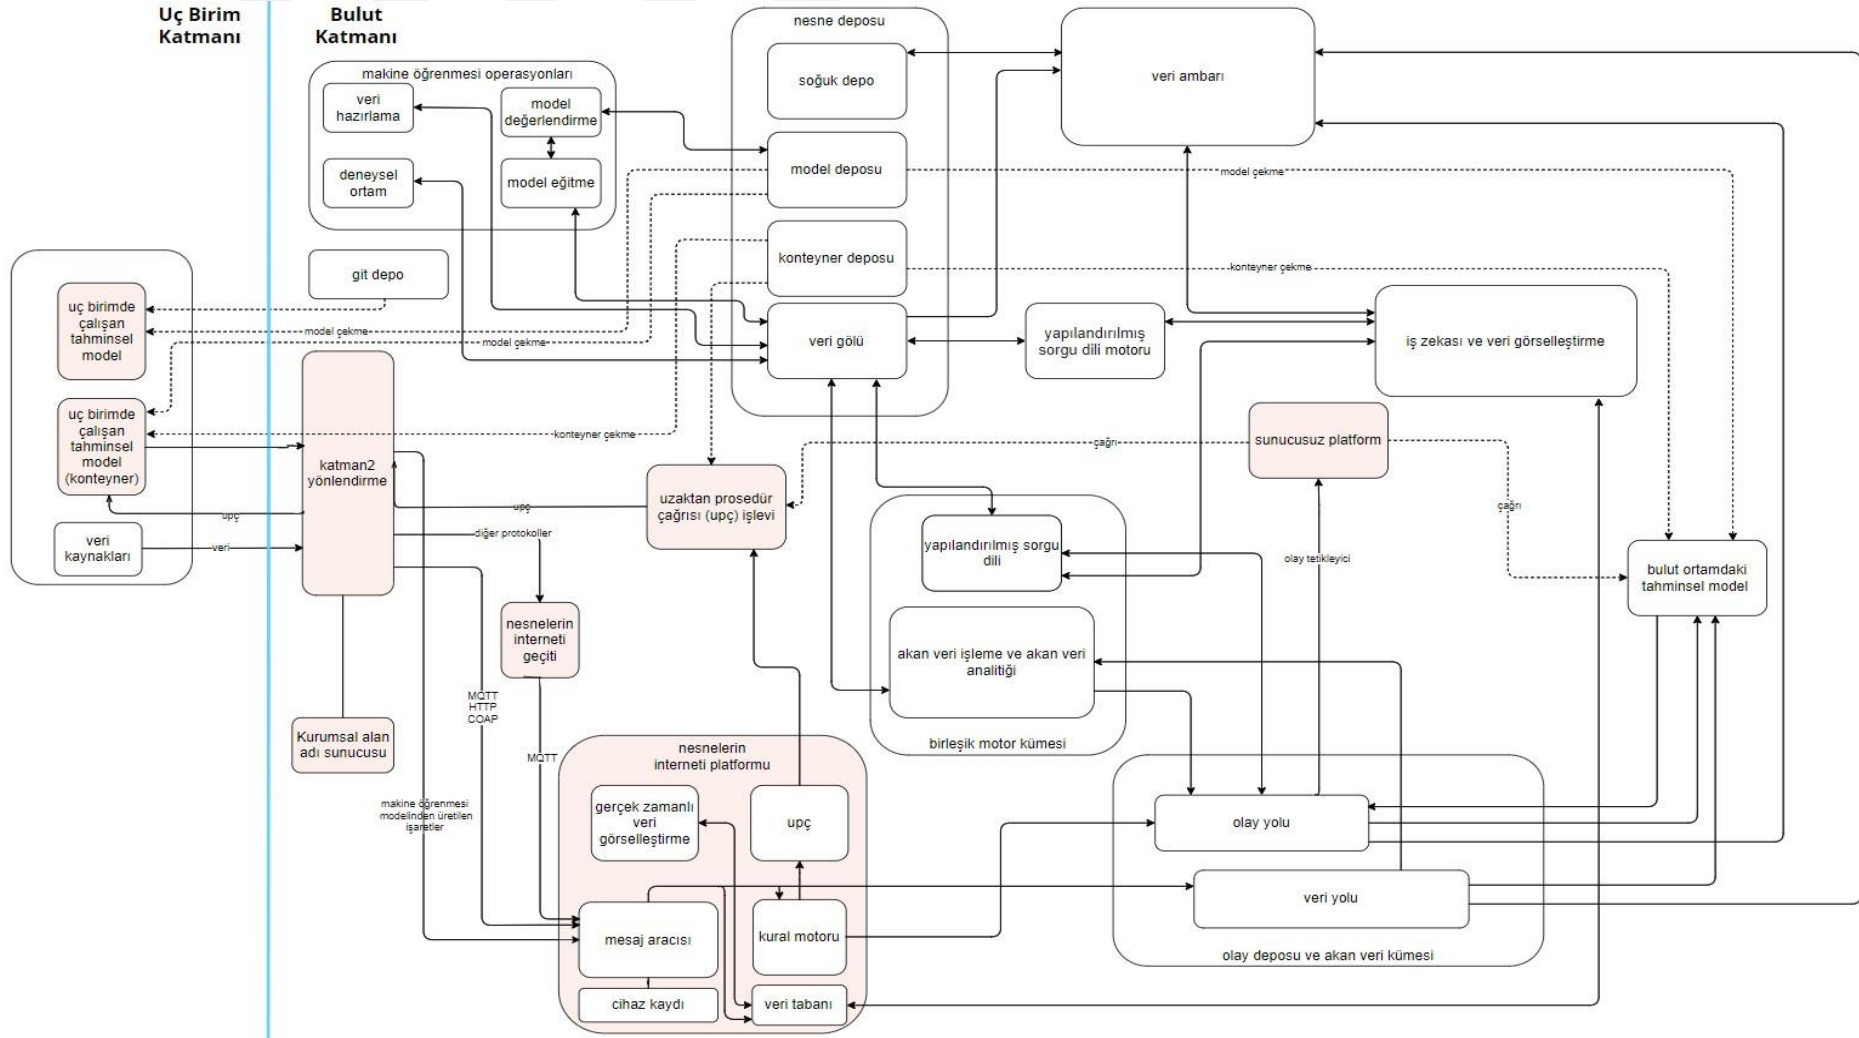 Uç Birim
Katmanı
Bulut
Katmanı
makine öğrenmesi operasyonları
veri
hazırlama
model
değerlendirme
deneysel
ortam
model eğitme
git depo
nesne deposu
soğuk depo
model deposu
konteyner deposu
veri gölü
veri ambarı
model çekme
konteyner çekme
yapılandırılmış
sorgu dili motoru
iş zekası ve veri görselleştirme
uç birimde
çalışan
tahminsel
model
model çekme
model çekme
uç birimde
çalışan
tahminsel
model
(konteyner)
konteyner çekme
veri
kaynakları
upç
veri
katman2
yönlendirme
upç
diğer protokoller
uzaktan prosedür
çağrısı (upç) işlevi
çağrı
sunucusuz platform
çağrı
olay tetikleyici
bulut ortamdaki
tahminsel model
yapılandırılmış sorgu
dili
akan veri işleme ve akan veri
analitiği
birleşik motor kümesi
nesnelerin
interneti
geçiti
Kurumsal alan
adı sunucusu
MQTT
HTTP
COAP
MQTT
makine öğrenmesi
modelinden üretilen
işaretler
nesnelerin
interneti platformu
gerçek zamanlı
veri
görselleştirme
upç
mesaj aracısı
kural motoru
cihaz kaydı
veri tabanı
olay yolu
veri yolu
olay deposu ve akan veri kümesi